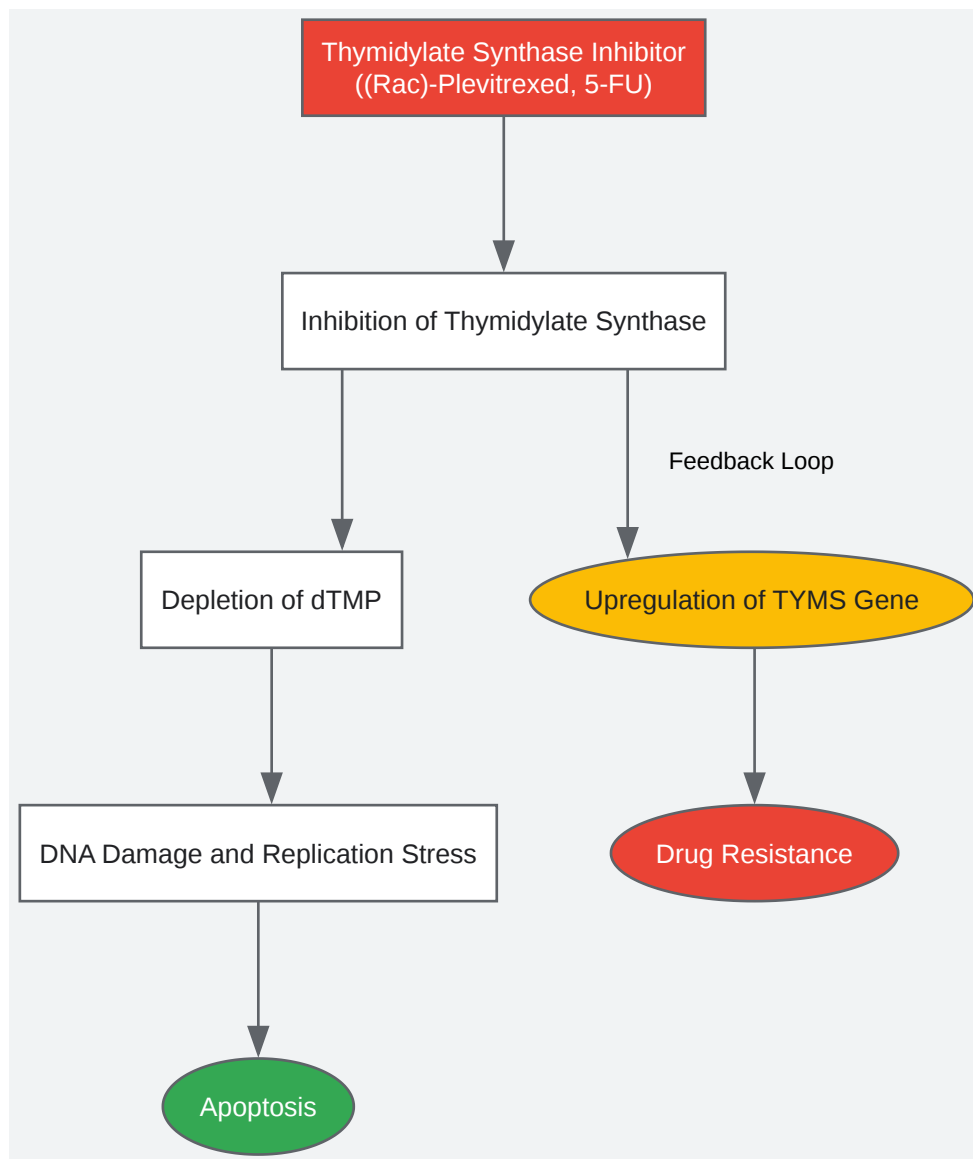 Thymidylate Synthase Inhibitor
((Rac)-Plevitrexed, 5-FU)
Inhibition of Thymidylate Synthase
Feedback Loop
Depletion of dTMP
Upregulation of TYMS Gene
DNA Damage and Replication Stress
Drug Resistance
Apoptosis